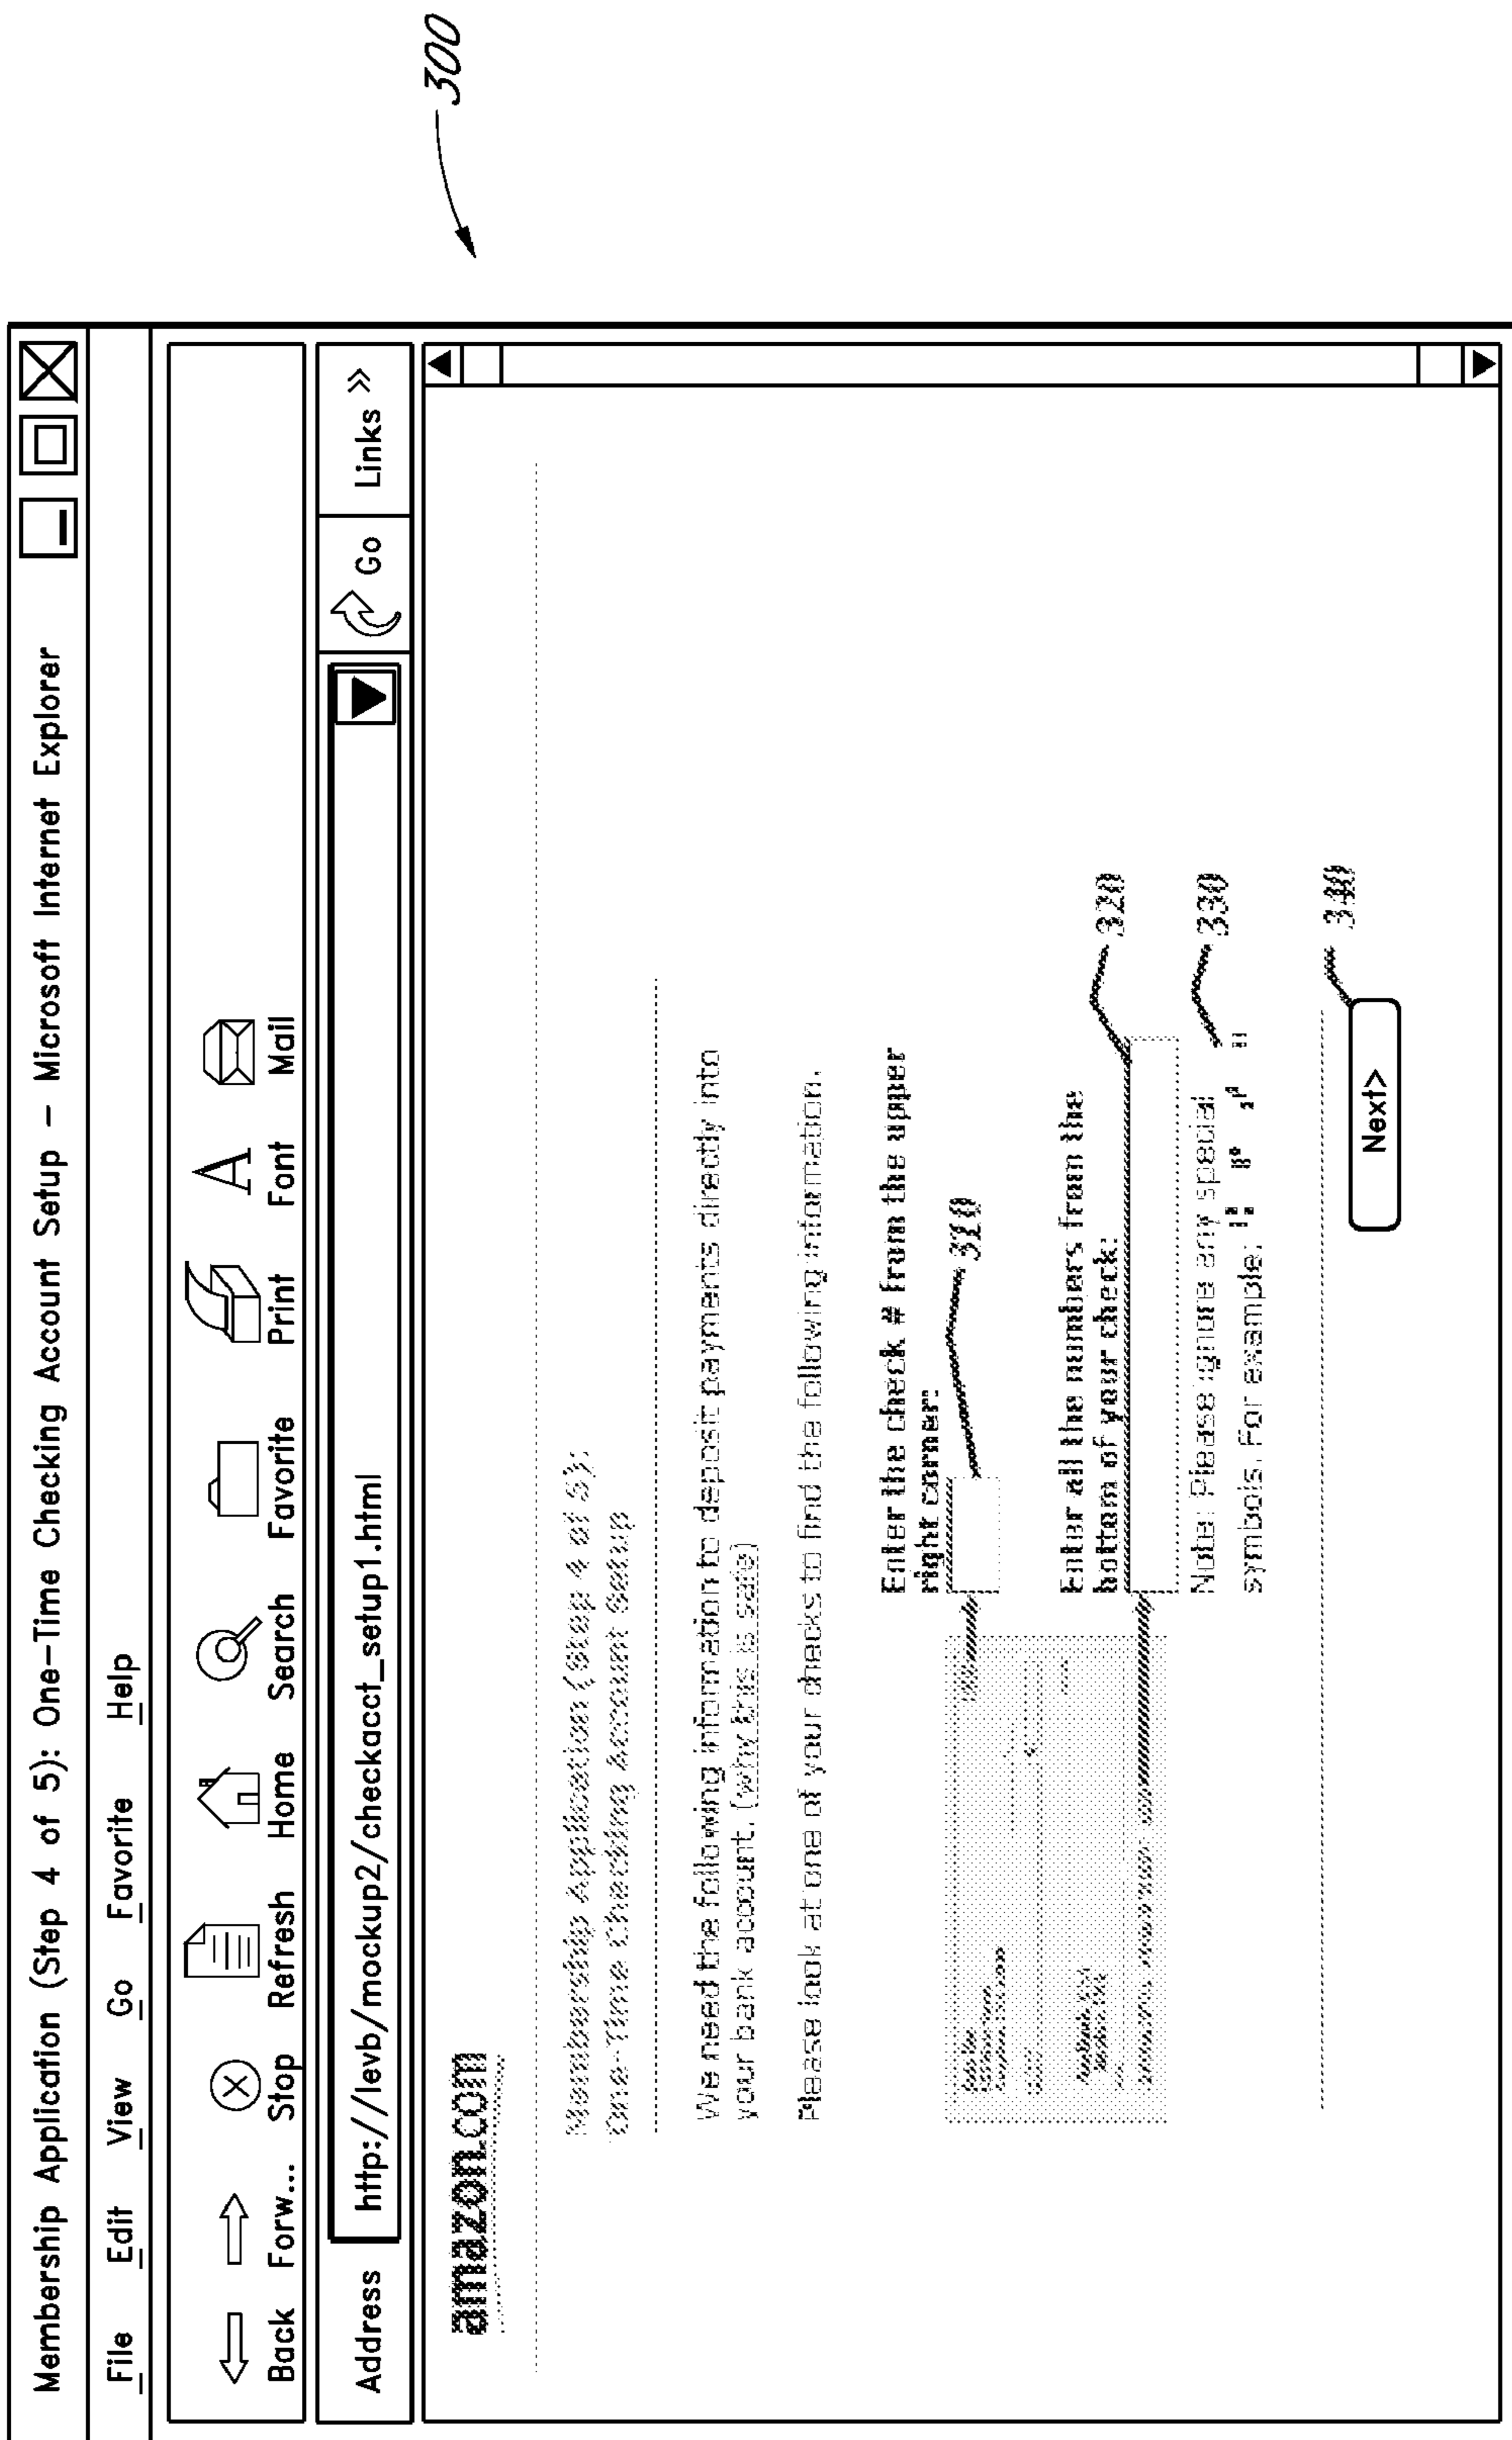 Membership Application (Step 4 of 5): One-Time Checking Account Setup - Microsoft Internet Explorer
File Edit View Go Favorite Help
Back Forw... Stop Refresh Home Search Favorite Print Font Mail
Address http://levb/mockup2/checkacct_setup1.html Go Links >>
300
amazon.com
Membership Application (Step 4 of 5):
One-Time Checking Account Setup
We need the following information to deposit payments directly into
your bank account. (why this is safe)
Please look at one of your checks to find the following information.
Enter the check # from the upper
right corner:
310
Enter all the numbers from the
bottom of your check:
320
Note: Please ignore any special
symbols. For example:
330
340
Next>